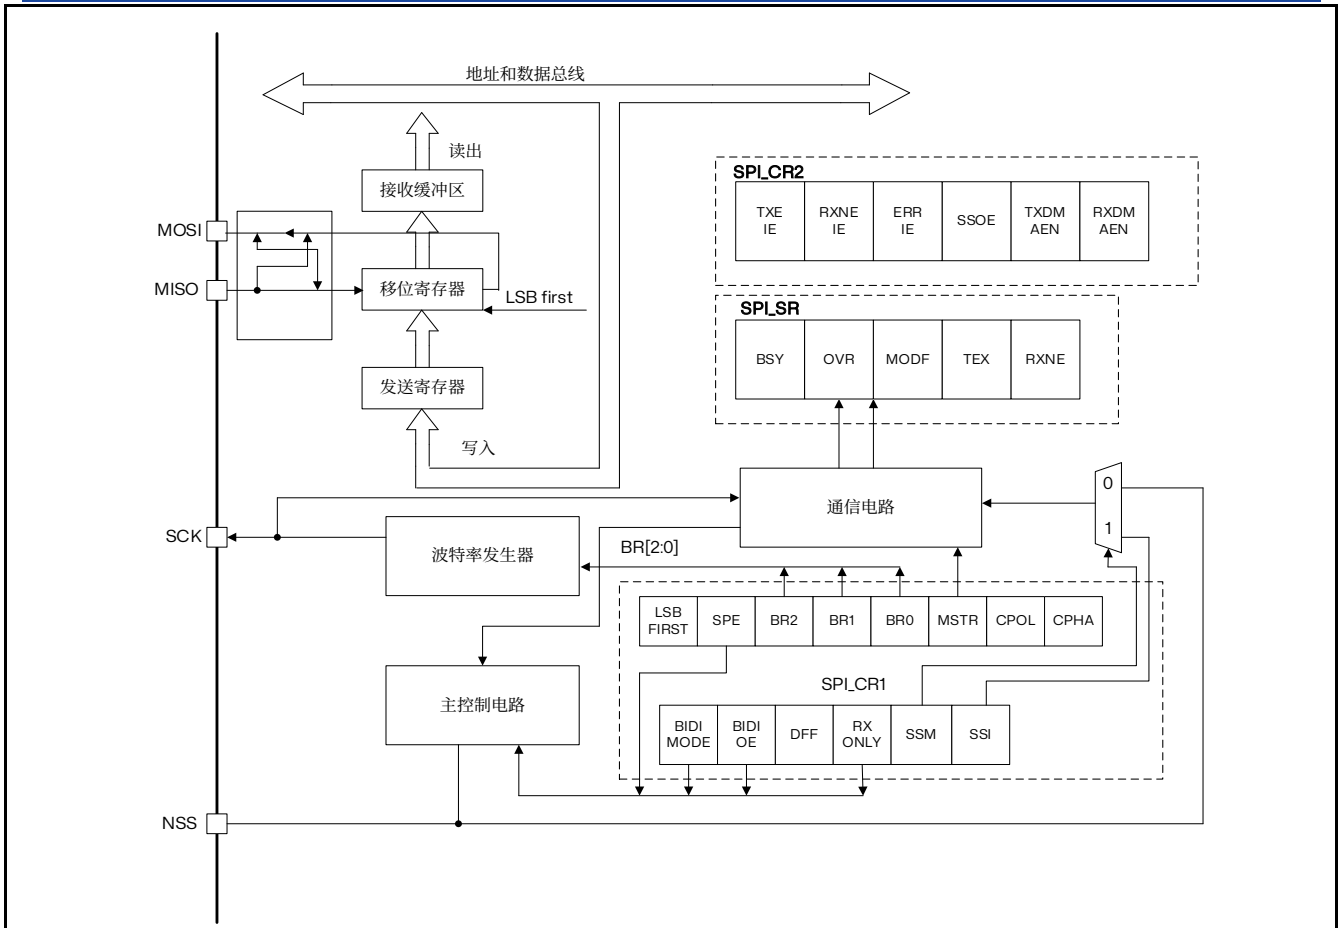 地址和数据总线
读出
接收缓冲区
MOSI
MISO
移位寄存器
LSB first
发送寄存器
写入
SPI_CR2
TXE
IE
RXNE
IE
ERR
IE
SSOE
TXDM
AEN
RXDM
AEN
SPI_SR
BSY
OVR
MODF
TEX
RXNE
通信电路
0
1
SCK
波特率发生器
BR[2:0]
LSB
FIRST
SPE
BR2
BR1
BR0
MSTR
CPOL
CPHA
SPI_CR1
主控制电路
BIDI
MODE
BIDI
OE
DFF
RX
ONLY
SSM
SSI
NSS